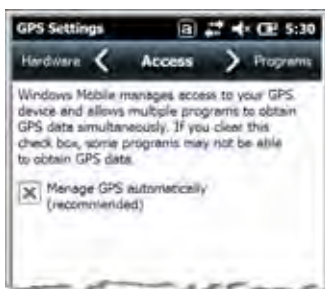 GPS Settings 5:30
Hardware Access Programs
Windows Mobile manages access to your GPS
device and allows multiple programs to obtain
GPS data simultaneously. If you clear this
check box, some programs may not be able
to obtain GPS data.
Manage GPS automatically
(recommended)